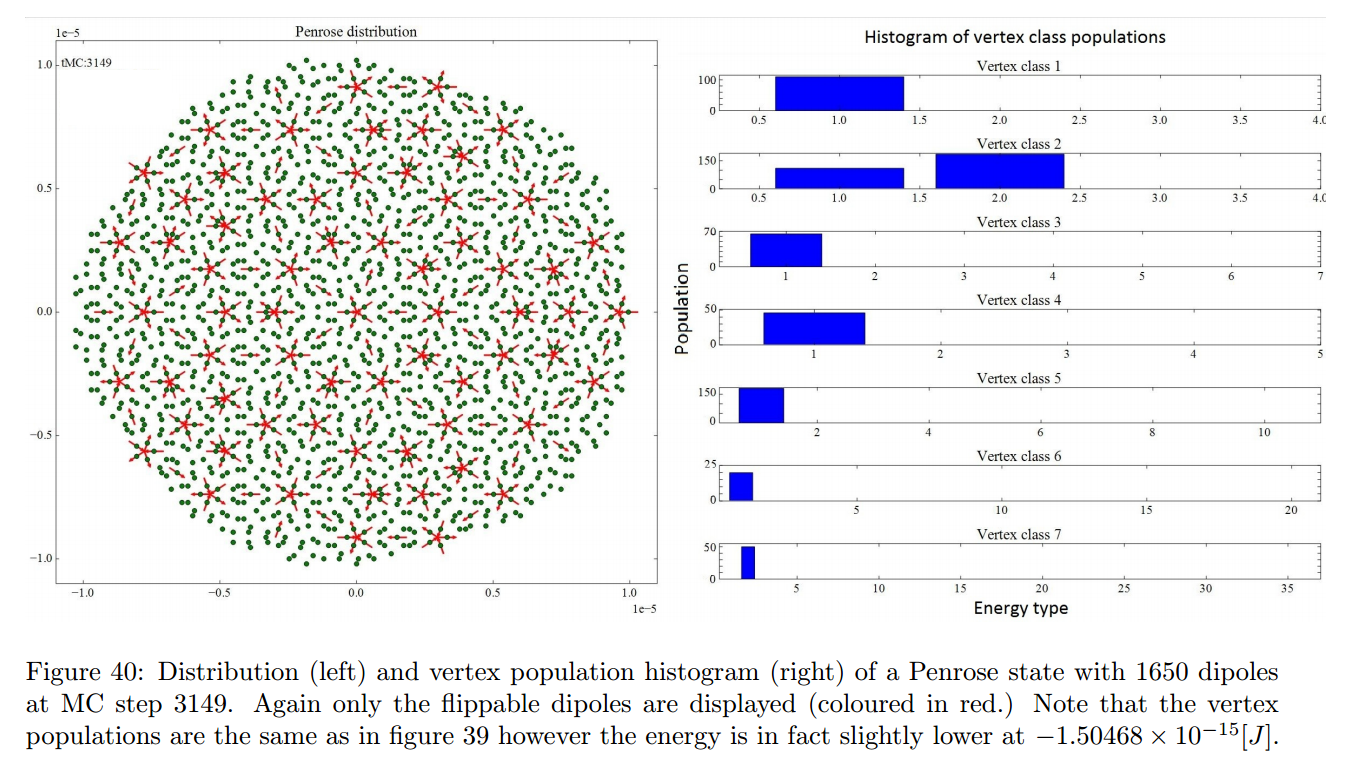 Penrose distribution
1e−5
tMC:3149
1.0
0.5
0.0
−0.5
−1.0
−1.0 −0.5 0.0 0.5 1.0
1e−5
Histogram of vertex class populations
Population
Vertex class 1
100
0
0.5 1.0 1.5 2.0 2.5 3.0 3.5 4.0
Vertex class 2
150
0
0.5 1.0 1.5 2.0 2.5 3.0 3.5 4.0
Vertex class 3
70
0
1 2 3 4 5 6 7
Vertex class 4
50
0
1 2 3 4 5
Vertex class 5
150
0
2 4 6 8 10
Vertex class 6
25
0
5 10 15 20
Vertex class 7
50
0
5 10 15 20 25 30 35
Energy type
Figure 40: Distribution (left) and vertex population histogram (right) of a Penrose state with 1650 dipoles
at MC step 3149. Again only the flippable dipoles are displayed (coloured in red.) Note that the vertex
populations are the same as in figure 39 however the energy is in fact slightly lower at −1.50468 × 10⁻¹⁵[J].